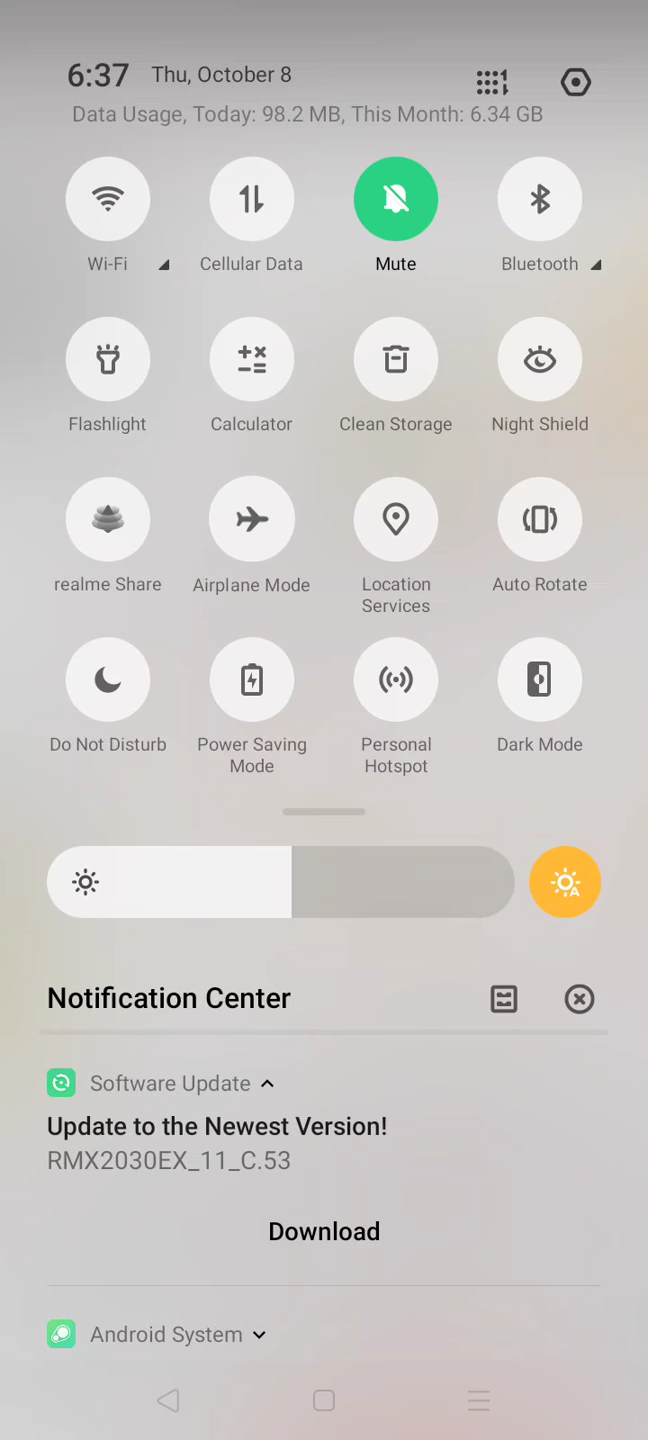 6:37 Thu, October 8
Data Usage, Today: 98.2 MB, This Month: 6.34 GB
Wi-Fi Cellular Data Mute Bluetooth
Flashlight Calculator Clean Storage Night Shield
realme Share Airplane Mode Location Services Auto Rotate
Do Not Disturb Power Saving Mode Personal Hotspot Dark Mode
A
Notification Center
Software Update
Update to the Newest Version!
RMX2030EX_11_C.53
Download
Android System